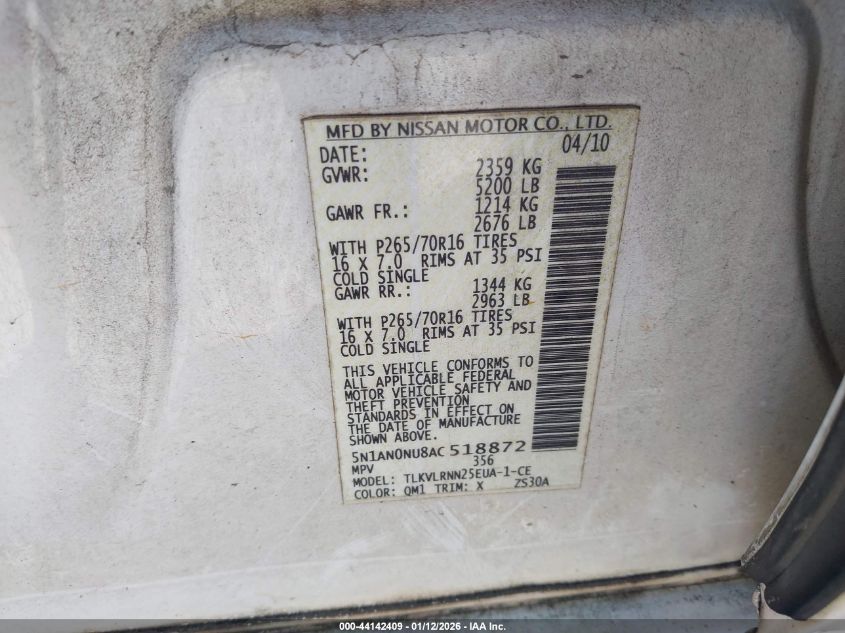 MFD BY NISSAN MOTOR CO., LTD.
DATE: 04/10
GVWR: 2359 KG
5200 LB
GAWR FR.: 1214 KG
2676 LB
WITH P265/70R16 TIRES
16 X 7.0 RIMS AT 35 PSI
COLD SINGLE
GAWR RR.: 1344 KG
2963 LB
WITH P265/70R16 TIRES
16 X 7.0 RIMS AT 35 PSI
COLD SINGLE
THIS VEHICLE CONFORMS TO
ALL APPLICABLE FEDERAL
MOTOR VEHICLE SAFETY AND
THEFT PREVENTION
STANDARDS IN EFFECT ON
THE DATE OF MANUFACTURE
SHOWN ABOVE.
5N1AN0NU8AC518872
MPV 356
MODEL: TLKVLRNN25EUA-1-CE
COLOR: QM1 TRIM: X ZS30A
000-44142409 - 01/12/2026 - IAA Inc.